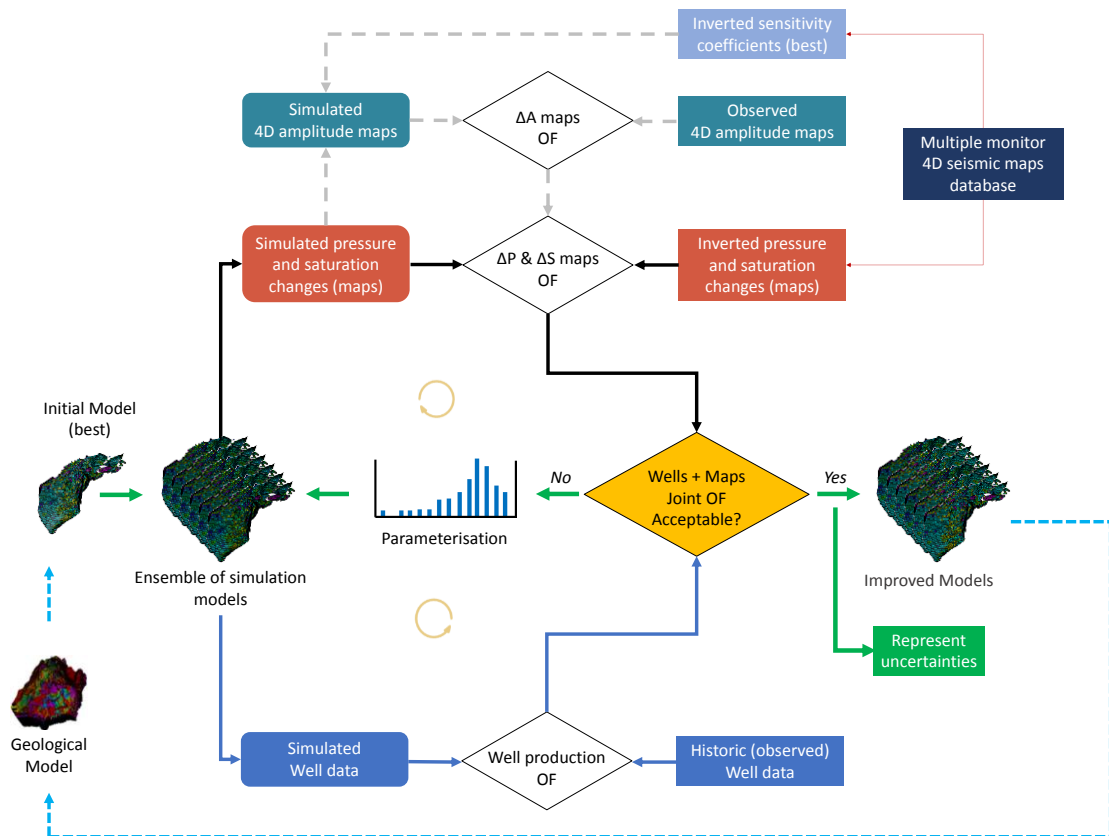 Inverted sensitivity
coefficients (best)
Simulated
4D amplitude maps
ΔA maps
OF
Observed
4D amplitude maps
Multiple monitor
4D seismic maps
database
Simulated pressure
and saturation
changes (maps)
ΔP & ΔS maps
OF
Inverted pressure
and saturation
changes (maps)
Initial Model
(best)
No
Wells + Maps
Joint OF
Acceptable?
Yes
Parameterisation
Ensemble of simulation
models
Improved Models
Represent
uncertainties
Geological
Model
Simulated
Well data
Well production
OF
Historic (observed)
Well data